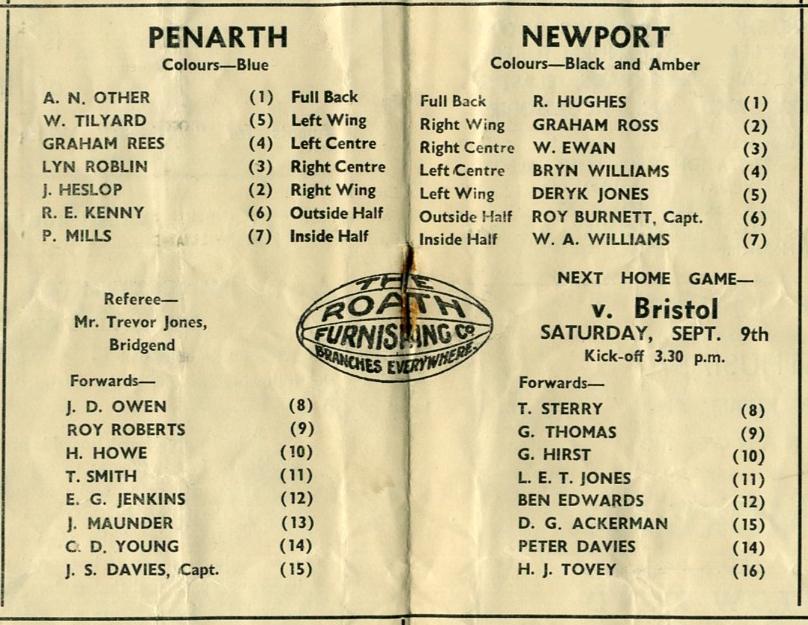 PENARTH
Colours—Blue
A. N. OTHER (1) Full Back
W. TILYARD (5) Left Wing
GRAHAM REES (4) Left Centre
LYN ROBLIN (3) Right Centre
J. HESLOP (2) Right Wing
R. E. KENNY (6) Outside Half
P. MILLS (7) Inside Half
Referee—
Mr. Trevor Jones,
Bridgend
Forwards—
J. D. OWEN (8)
ROY ROBERTS (9)
H. HOWE (10)
T. SMITH (11)
E. G. JENKINS (12)
J. MAUNDER (13)
C. D. YOUNG (14)
J. S. DAVIES, Capt. (15)
THE
ROATH
FURNISHING CO
BRANCHES EVERYWHERE.
NEWPORT
Colours—Black and Amber
Full Back R. HUGHES (1)
Right Wing GRAHAM ROSS (2)
Right Centre W. EWAN (3)
Left Centre BRYN WILLIAMS (4)
Left Wing DERYK JONES (5)
Outside Half ROY BURNETT, Capt. (6)
Inside Half W. A. WILLIAMS (7)
NEXT HOME GAME—
v. Bristol
SATURDAY, SEPT. 9th
Kick-off 3.30 p.m.
Forwards—
T. STERRY (8)
G. THOMAS (9)
G. HIRST (10)
L. E. T. JONES (11)
BEN EDWARDS (12)
D. G. ACKERMAN (15)
PETER DAVIES (14)
H. J. TOVEY (16)